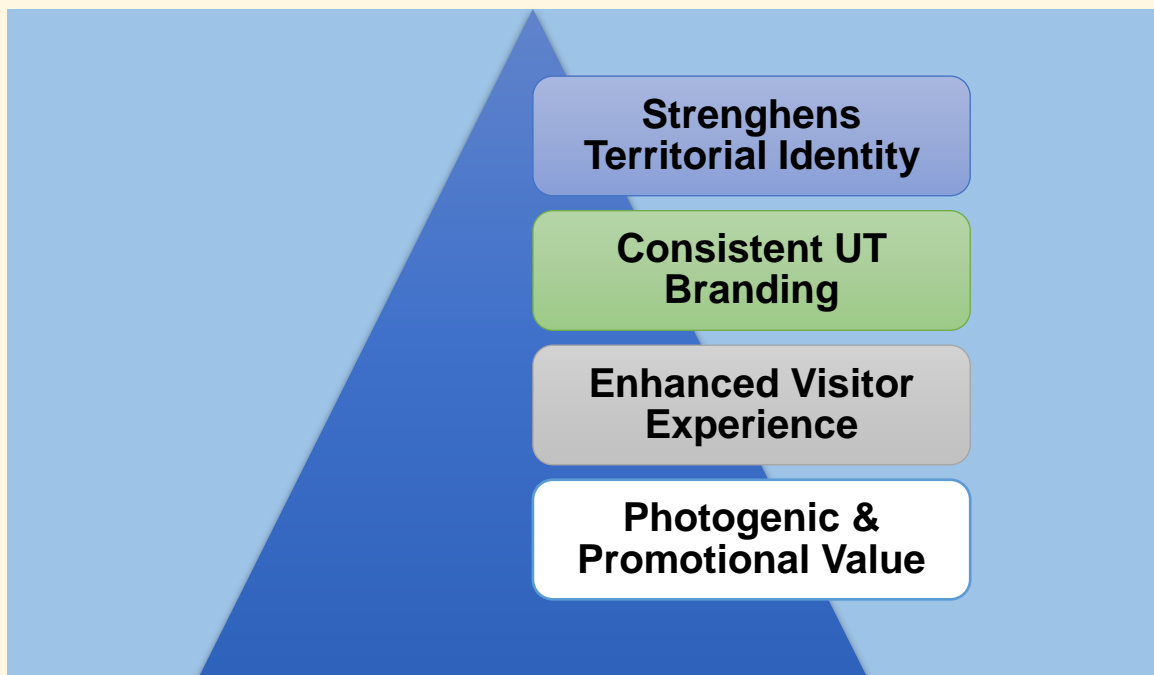 Strenghens
Territorial Identity
Consistent UT
Branding
Enhanced Visitor
Experience
Photogenic &
Promotional Value